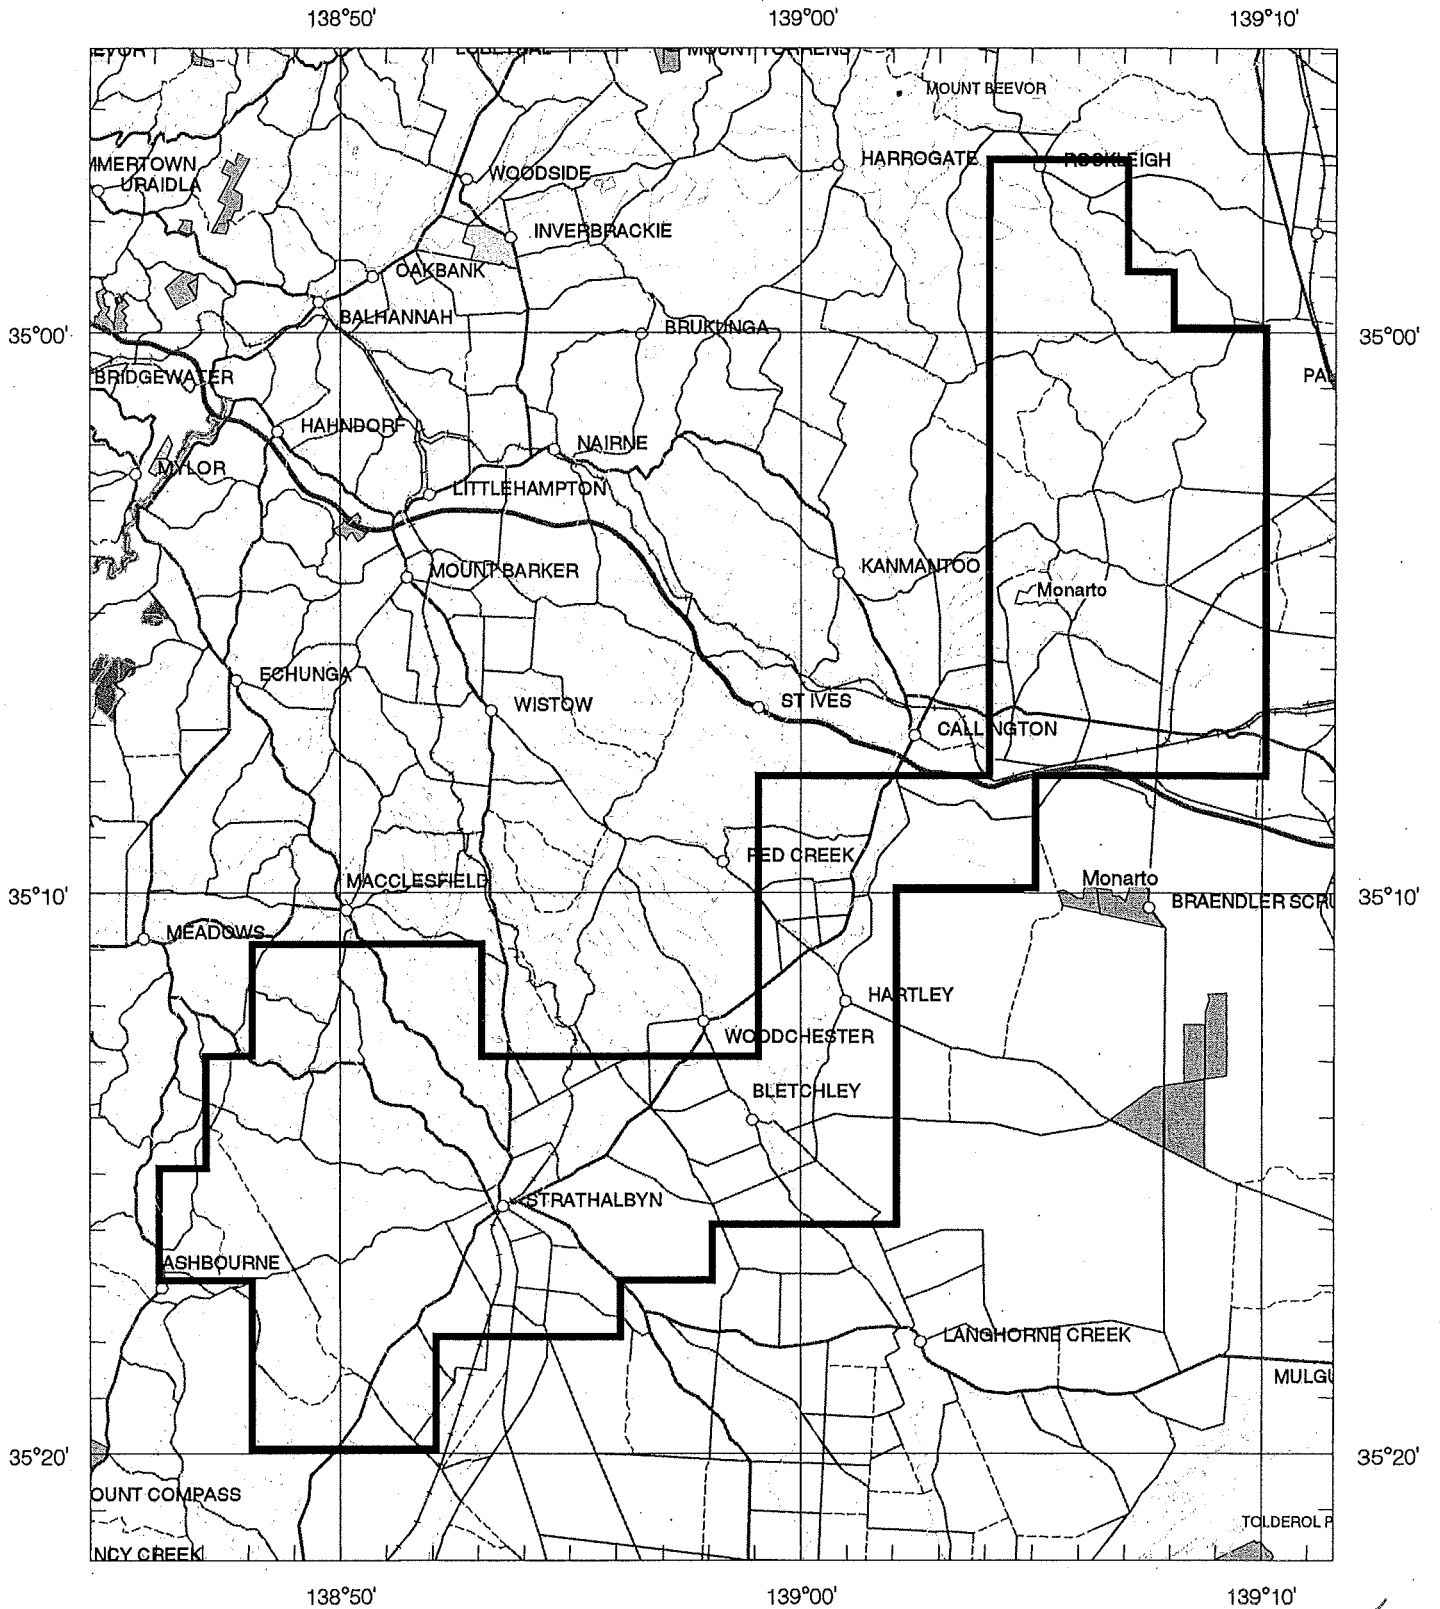 138°50'
139°00'
139°10'
MOUNT BEEVOR
MMERTOWN
HARROGATE
ROCKLEIGH
WOODSIDE
URAIDLA
INVERBRACKIE
OAKBANK
BALHANNAH
BRUKUNGA
35°00'
35°00'
BRIDGEWATER
PAL
HAHNDORF
NAIRNE
MYLOR
LITTLEHAMPTON
KANMANTOO
MOUNT BARKER
Monarto
ECHUNGA
ST IVES
WISTOW
CALLINGTON
RED CREEK
Monarto
MACCLESFIELD
35°10'
35°10'
BRAENDLER SCRU
MEADOWS
HARTLEY
WOODCHESTER
BLETCHLEY
STRATHALBYN
ASHBOURNE
LANGHORNE CREEK
MULGU
35°20'
35°20'
OUNT COMPASS
TOLDEROL P
NCY CREEK
138°50'
139°00'
139°10'